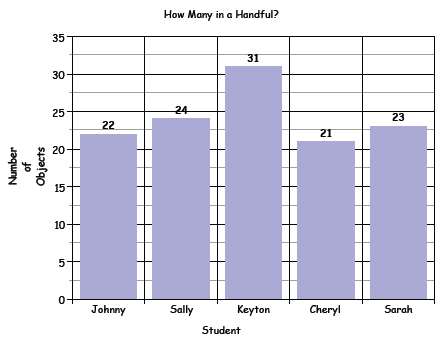 How Many in a Handful?
35
30
25
20
15
10
5
0
Number
of
Objects
22
24
31
21
23
Johnny
Sally
Keyton
Cheryl
Sarah
Student